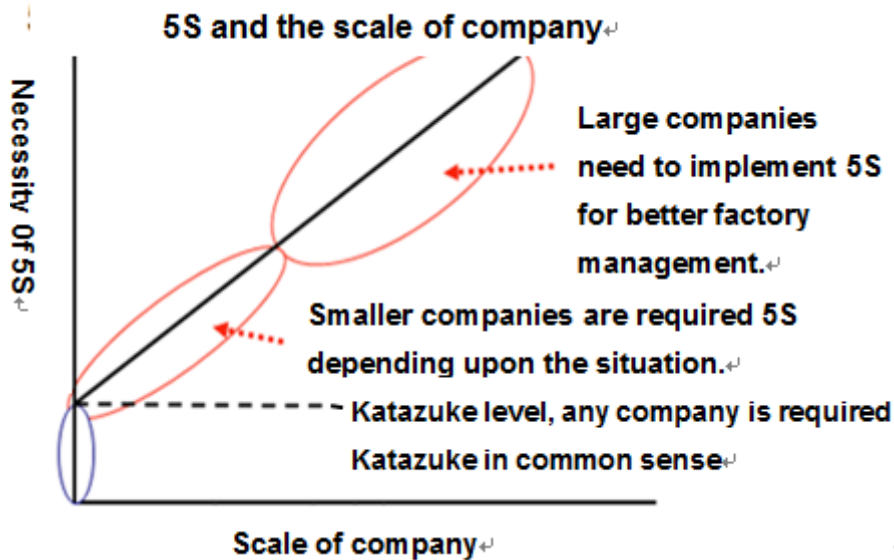 5S and the scale of company↵
Necessity 0f 5S↵
Large companies
need to implement 5S
for better factory
management.↵
Smaller companies are required 5S
depending upon the situation.↵
Katazuke level, any company is required
Katazuke in common sense↵
Scale of company↵